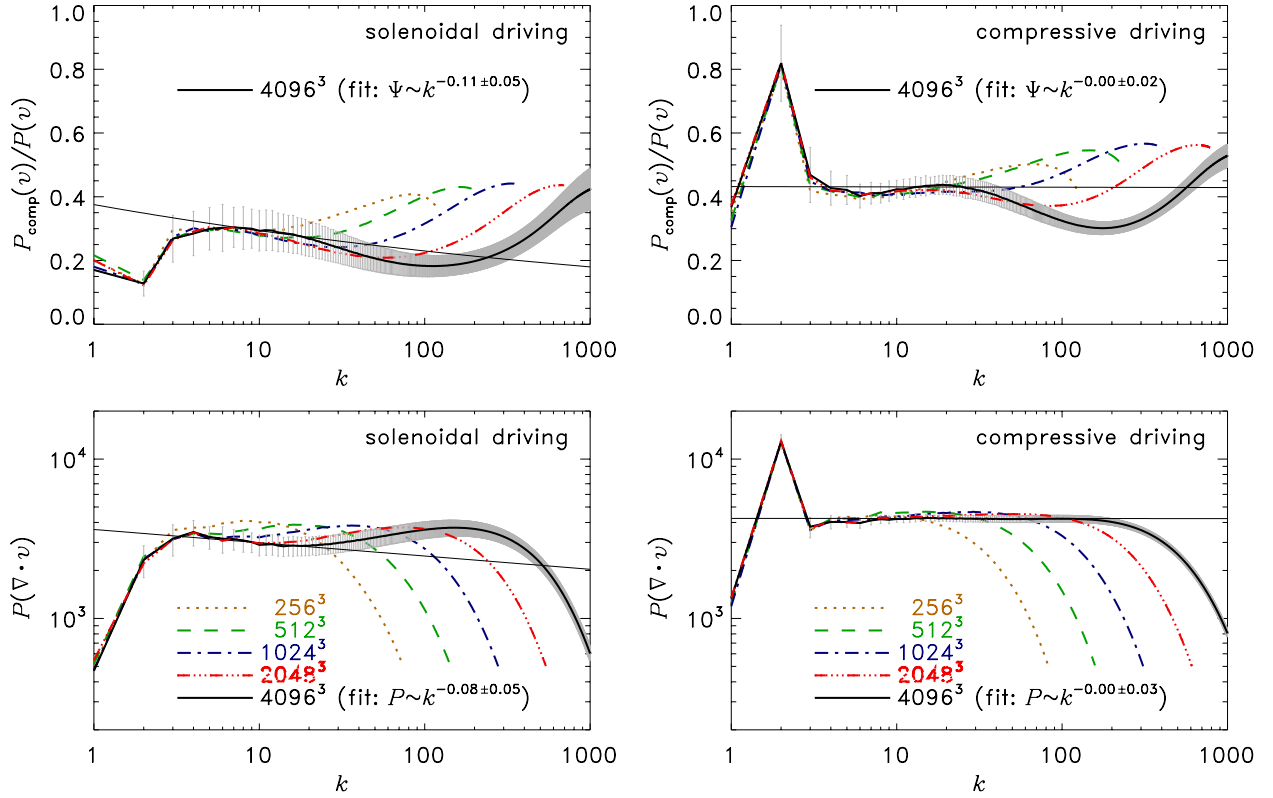 solenoidal driving
4096³ (fit: Ψ~k^-0.11±0.05)
P_comp(υ)/P(υ)
1.0
0.8
0.6
0.4
0.2
0.0
1 10 100 1000
k
compressive driving
4096³ (fit: Ψ~k^-0.00±0.02)
P_comp(υ)/P(υ)
1.0
0.8
0.6
0.4
0.2
0.0
1 10 100 1000
k
solenoidal driving
P(∇·υ)
10⁴
10³
256³
512³
1024³
2048³
4096³ (fit: P~k^-0.08±0.05)
1 10 100 1000
k
compressive driving
P(∇·υ)
10⁴
10³
256³
512³
1024³
2048³
4096³ (fit: P~k^-0.00±0.03)
1 10 100 1000
k